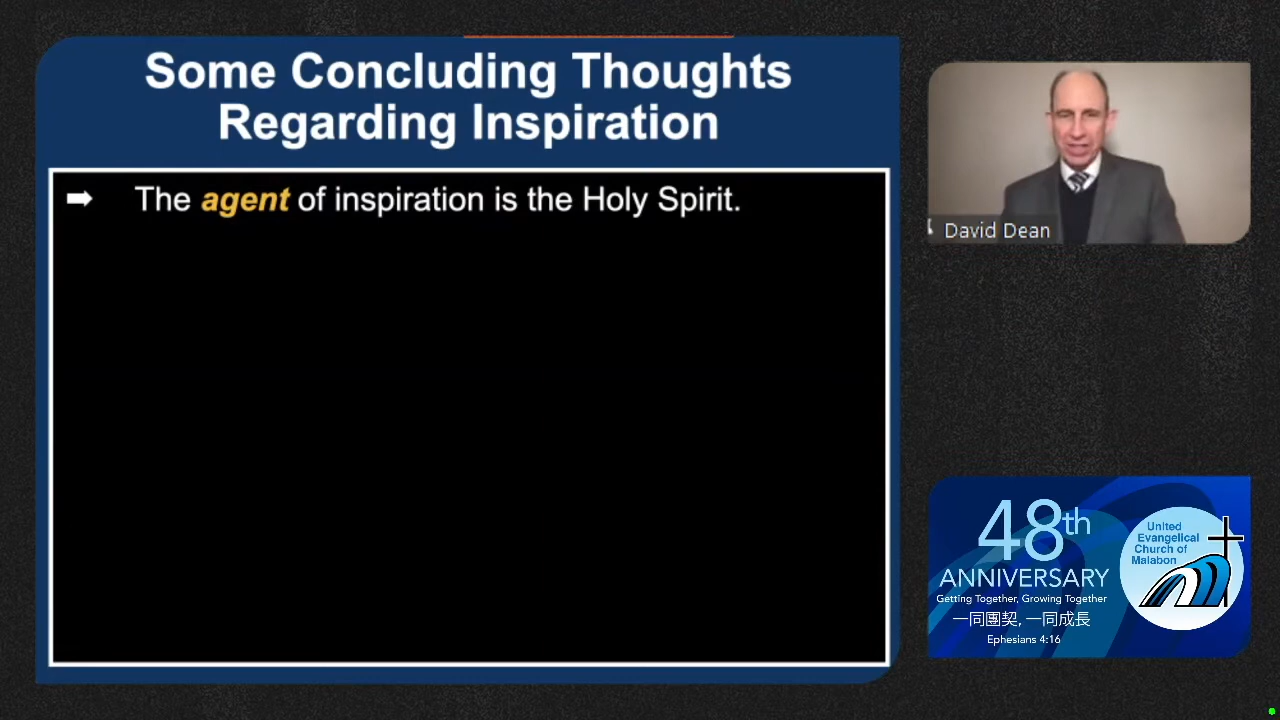 Some Concluding Thoughts
Regarding Inspiration
➡ The agent of inspiration is the Holy Spirit.
David Dean
48th
ANNIVERSARY
Getting Together, Growing Together
一同團契, 一同成長
Ephesians 4:16
United
Evangelical
Church of
Malabon